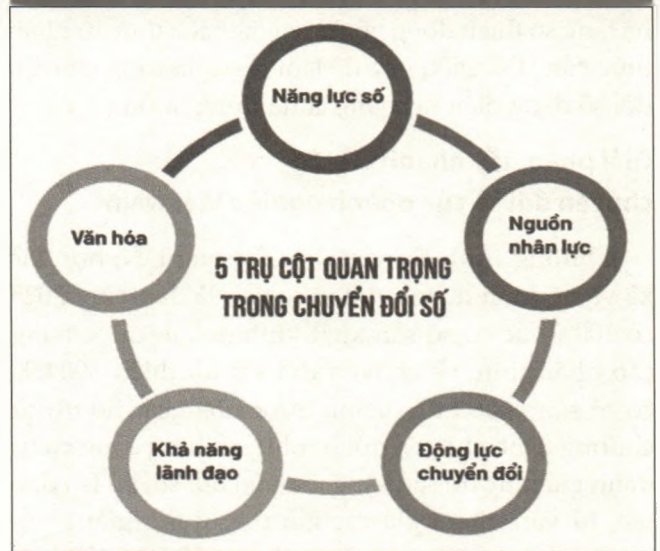 Năng lực số
Văn hóa
Nguồn
nhân lực
5 TRỤ CỘT QUAN TRỌNG
TRONG CHUYỂN ĐỔI SỐ
Khả năng
lãnh đạo
Động lực
chuyển đổi